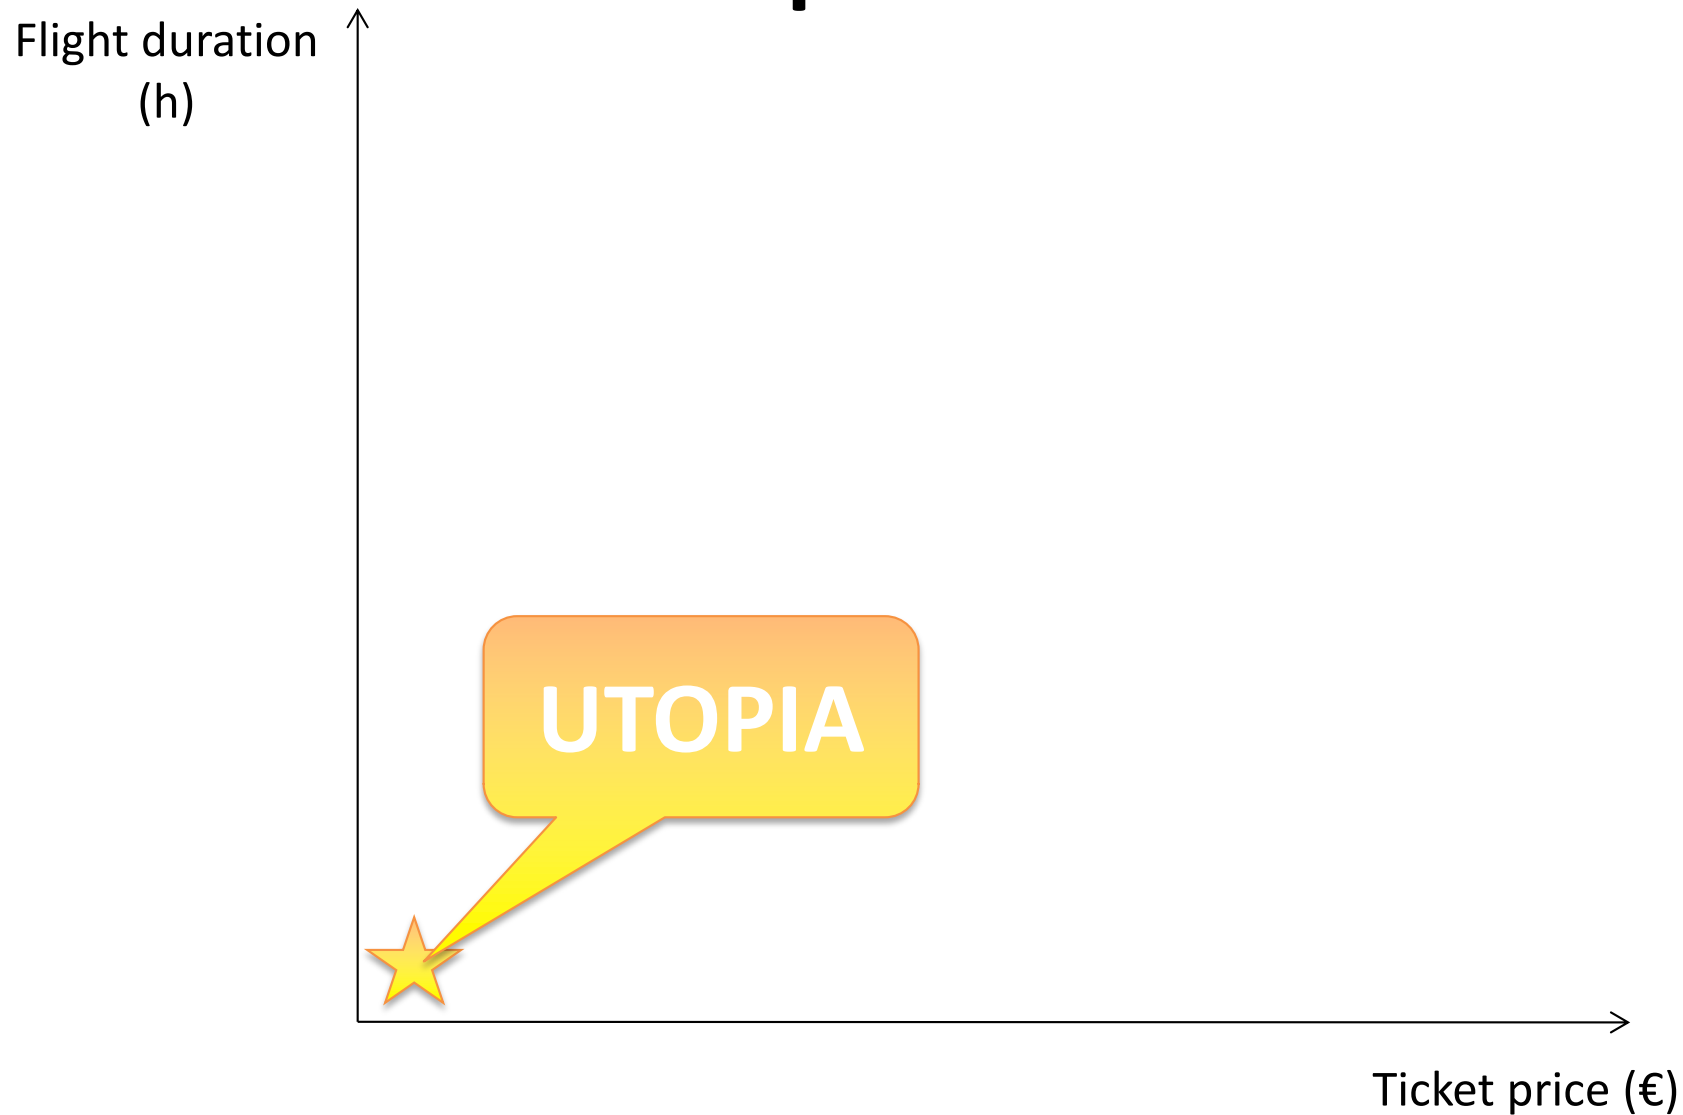 Flight duration
(h)
UTOPIA
Ticket price (€)